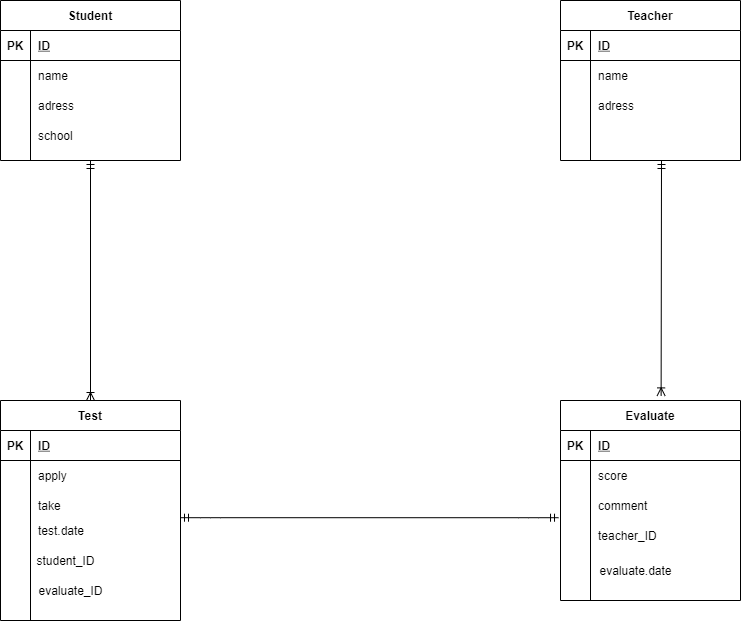 Student
PK ID
name
adress
school
Teacher
PK ID
name
adress
Test
PK ID
apply
take
test.date
student_ID
evaluate_ID
Evaluate
PK ID
score
comment
teacher_ID
evaluate.date